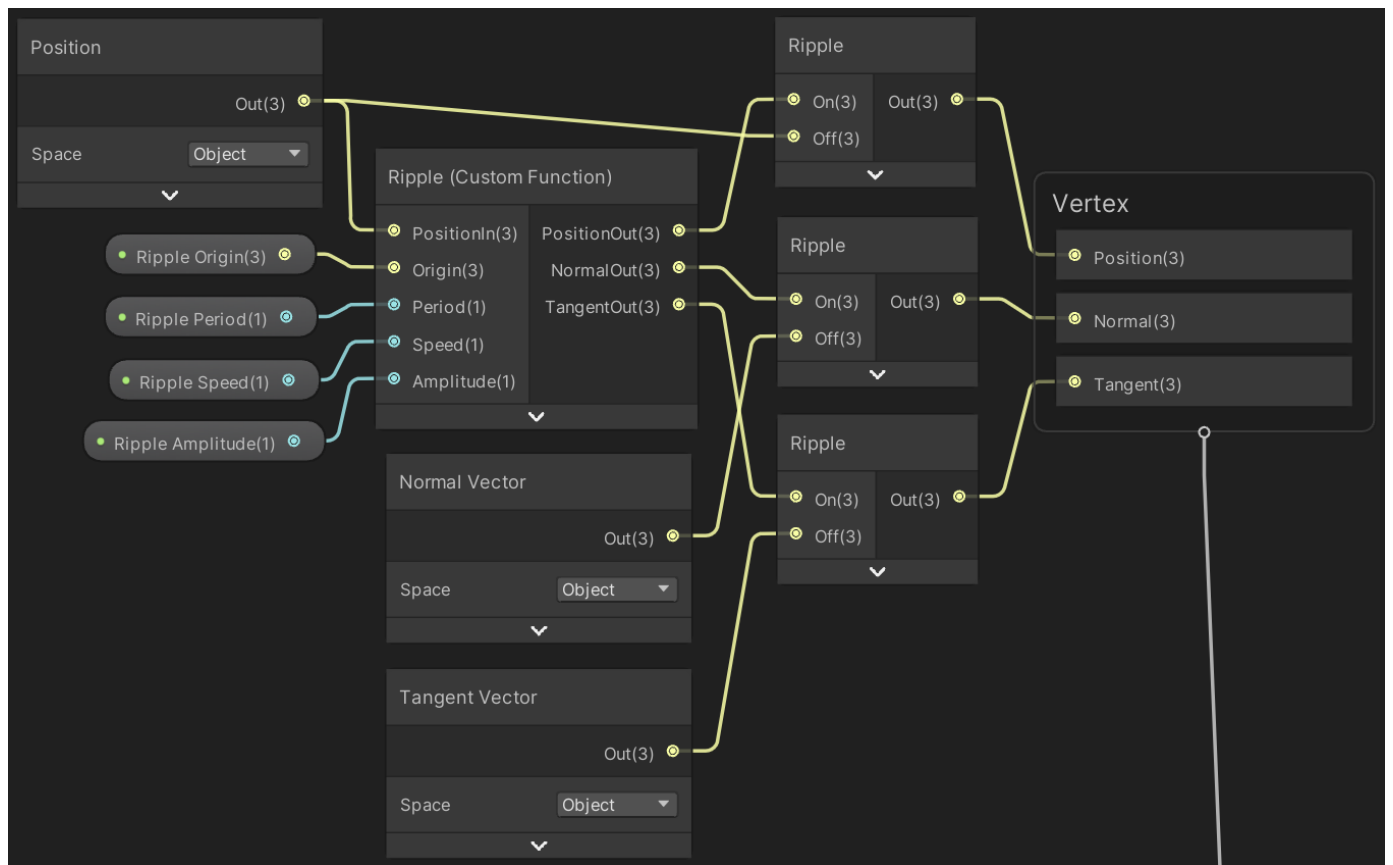 Position
Out(3)
Space
Object
Ripple Origin(3)
Ripple Period(1)
Ripple Speed(1)
Ripple Amplitude(1)
Ripple (Custom Function)
PositionIn(3) PositionOut(3)
Origin(3) NormalOut(3)
Period(1) TangentOut(3)
Speed(1)
Amplitude(1)
Normal Vector
Out(3)
Space Object
Tangent Vector
Out(3)
Space Object
Ripple
On(3) Out(3)
Off(3)
Ripple
On(3) Out(3)
Off(3)
Ripple
On(3) Out(3)
Off(3)
Vertex
Position(3)
Normal(3)
Tangent(3)